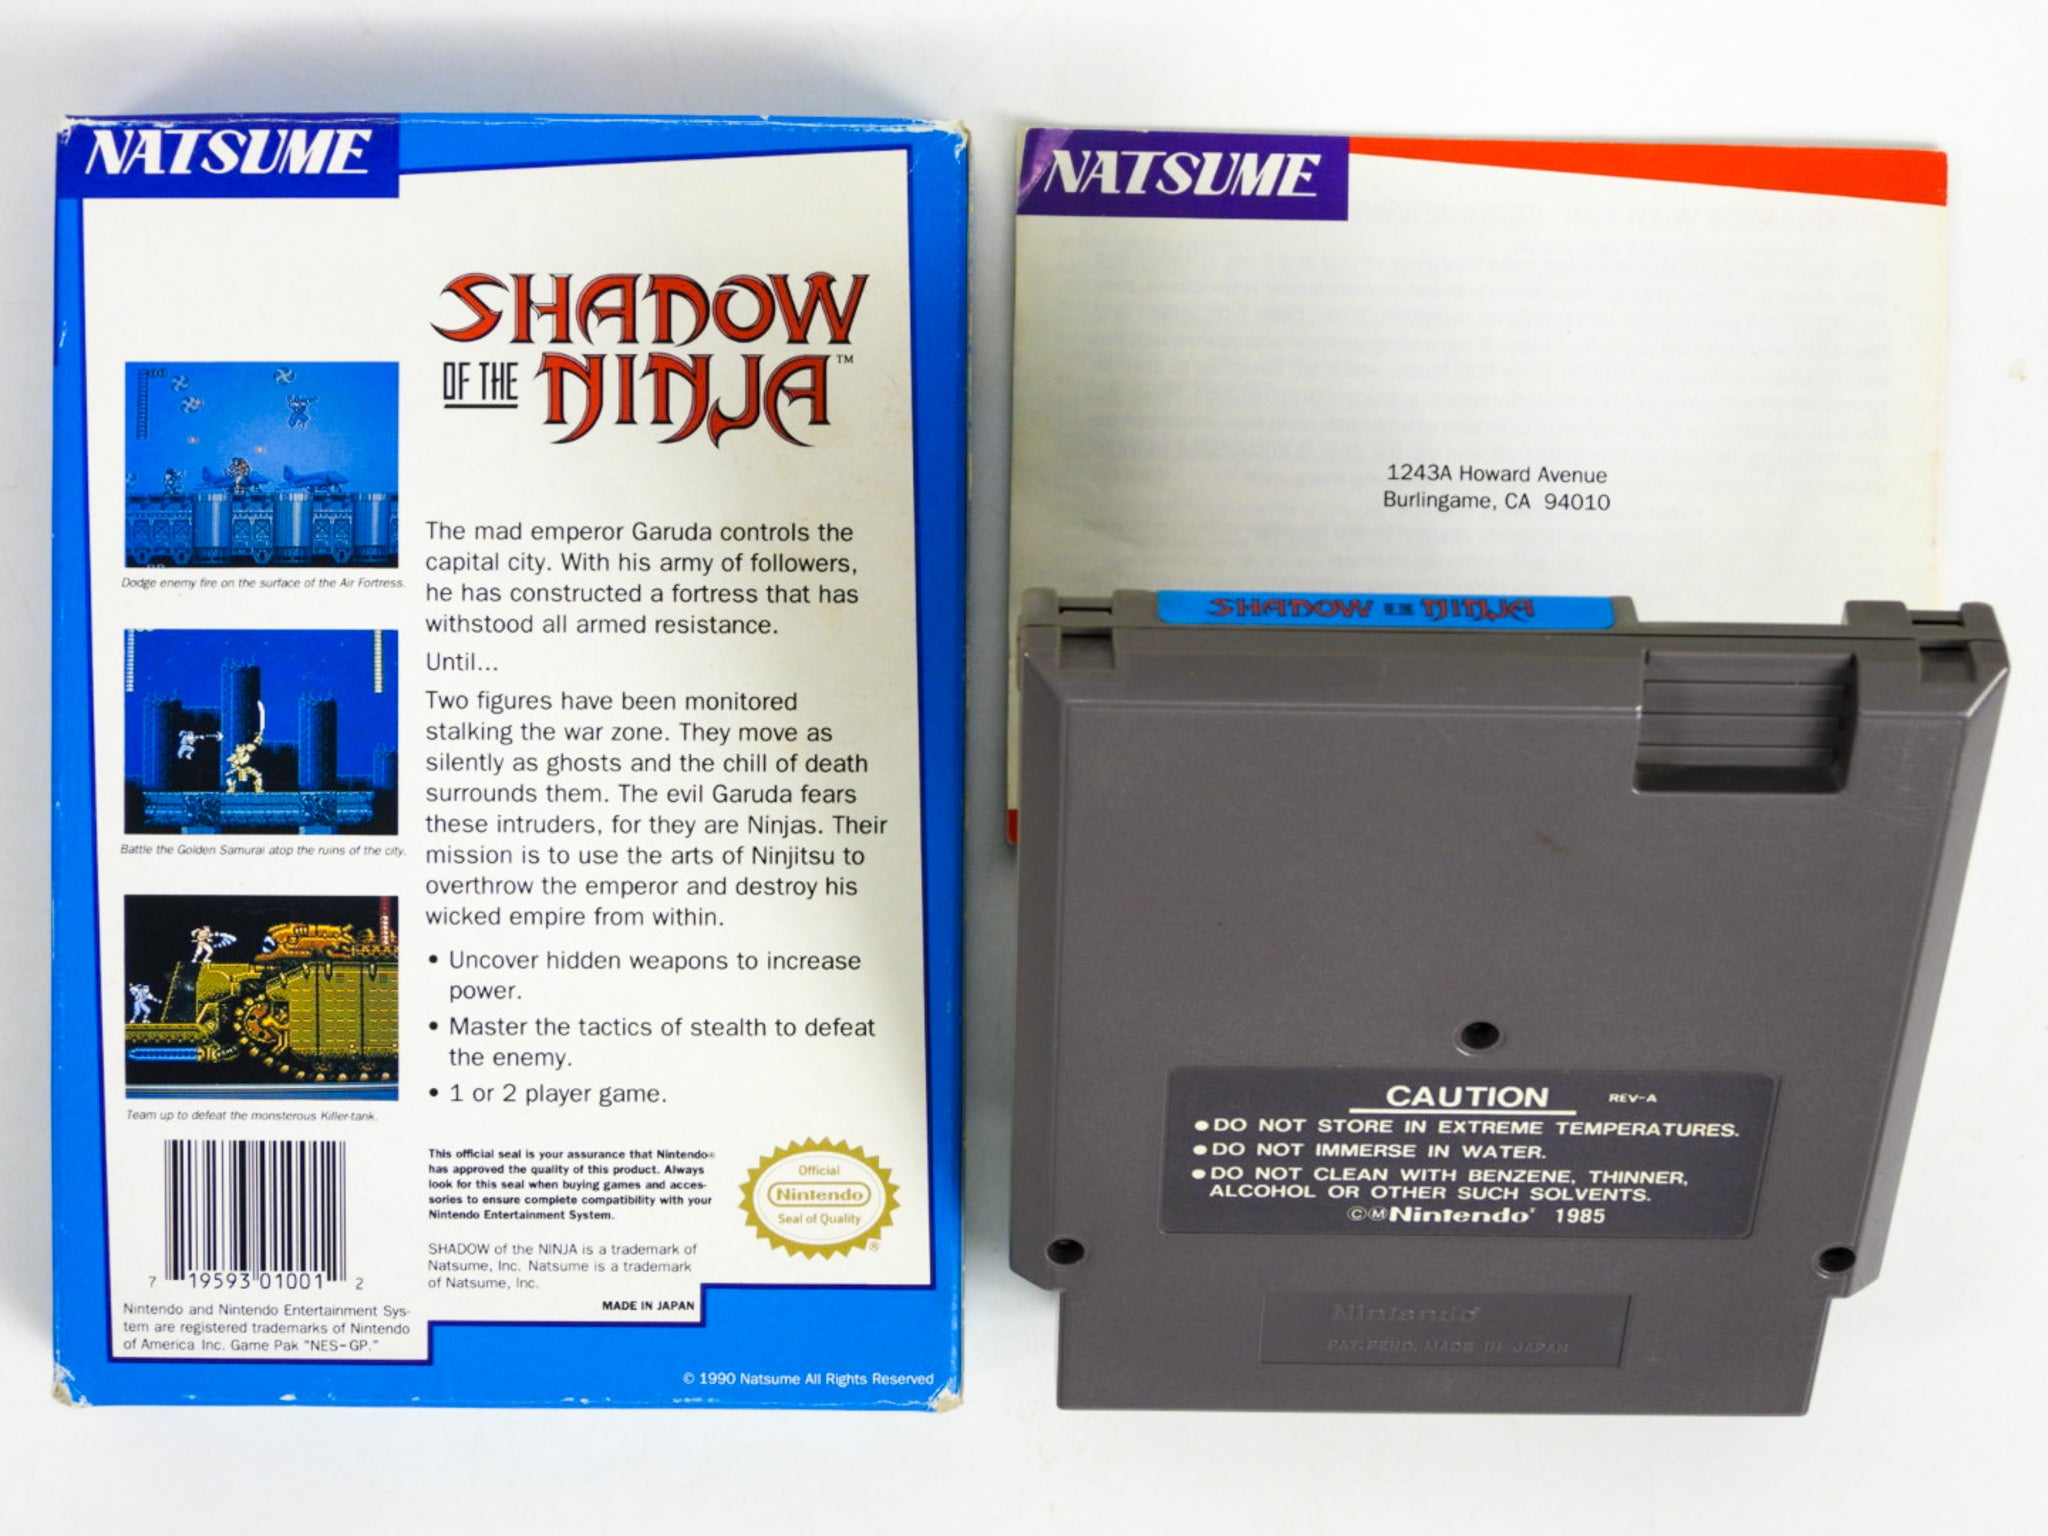 NATSUME
SHADOW
OF THE NINJA™
Dodge enemy fire on the surface of the Air Fortress.
Battle the Golden Samurai atop the ruins of the city.
Team up to defeat the monsterous Killer-tank.
The mad emperor Garuda controls the
capital city. With his army of followers,
he has constructed a fortress that has
withstood all armed resistance.
Until...
Two figures have been monitored
stalking the war zone. They move as
silently as ghosts and the chill of death
surrounds them. The evil Garuda fears
these intruders, for they are Ninjas. Their
mission is to use the arts of Ninjitsu to
overthrow the emperor and destroy his
wicked empire from within.
• Uncover hidden weapons to increase
power.
• Master the tactics of stealth to defeat
the enemy.
• 1 or 2 player game.
This official seal is your assurance that Nintendo®
has approved the quality of this product. Always
look for this seal when buying games and acces-
sories to ensure complete compatibility with your
Nintendo Entertainment System.
Official
Nintendo
Seal of Quality
®
SHADOW of the NINJA is a trademark of
Natsume, Inc. Natsume is a trademark
of Natsume, Inc.
MADE IN JAPAN
7 19593 01001 2
Nintendo and Nintendo Entertainment Sys-
tem are registered trademarks of Nintendo
of America Inc. Game Pak "NES-GP."
© 1990 Natsume All Rights Reserved
NATSUME
1243A Howard Avenue
Burlingame, CA 94010
SHADOW OF THE NINJA
CAUTION REV-A
●DO NOT STORE IN EXTREME TEMPERATURES.
●DO NOT IMMERSE IN WATER.
●DO NOT CLEAN WITH BENZENE, THINNER,
ALCOHOL OR OTHER SUCH SOLVENTS.
©Ⓜ Nintendo® 1985
Nintendo®
PAT. PEND. MADE IN JAPAN